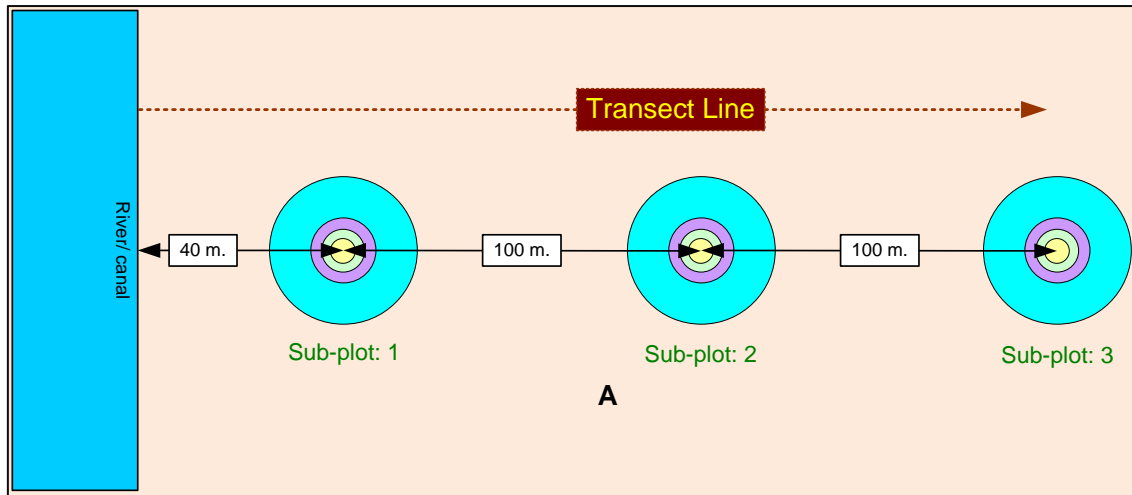 Transect Line
River/ canal
40 m.
100 m.
100 m.
Sub-plot: 1
Sub-plot: 2
Sub-plot: 3
A